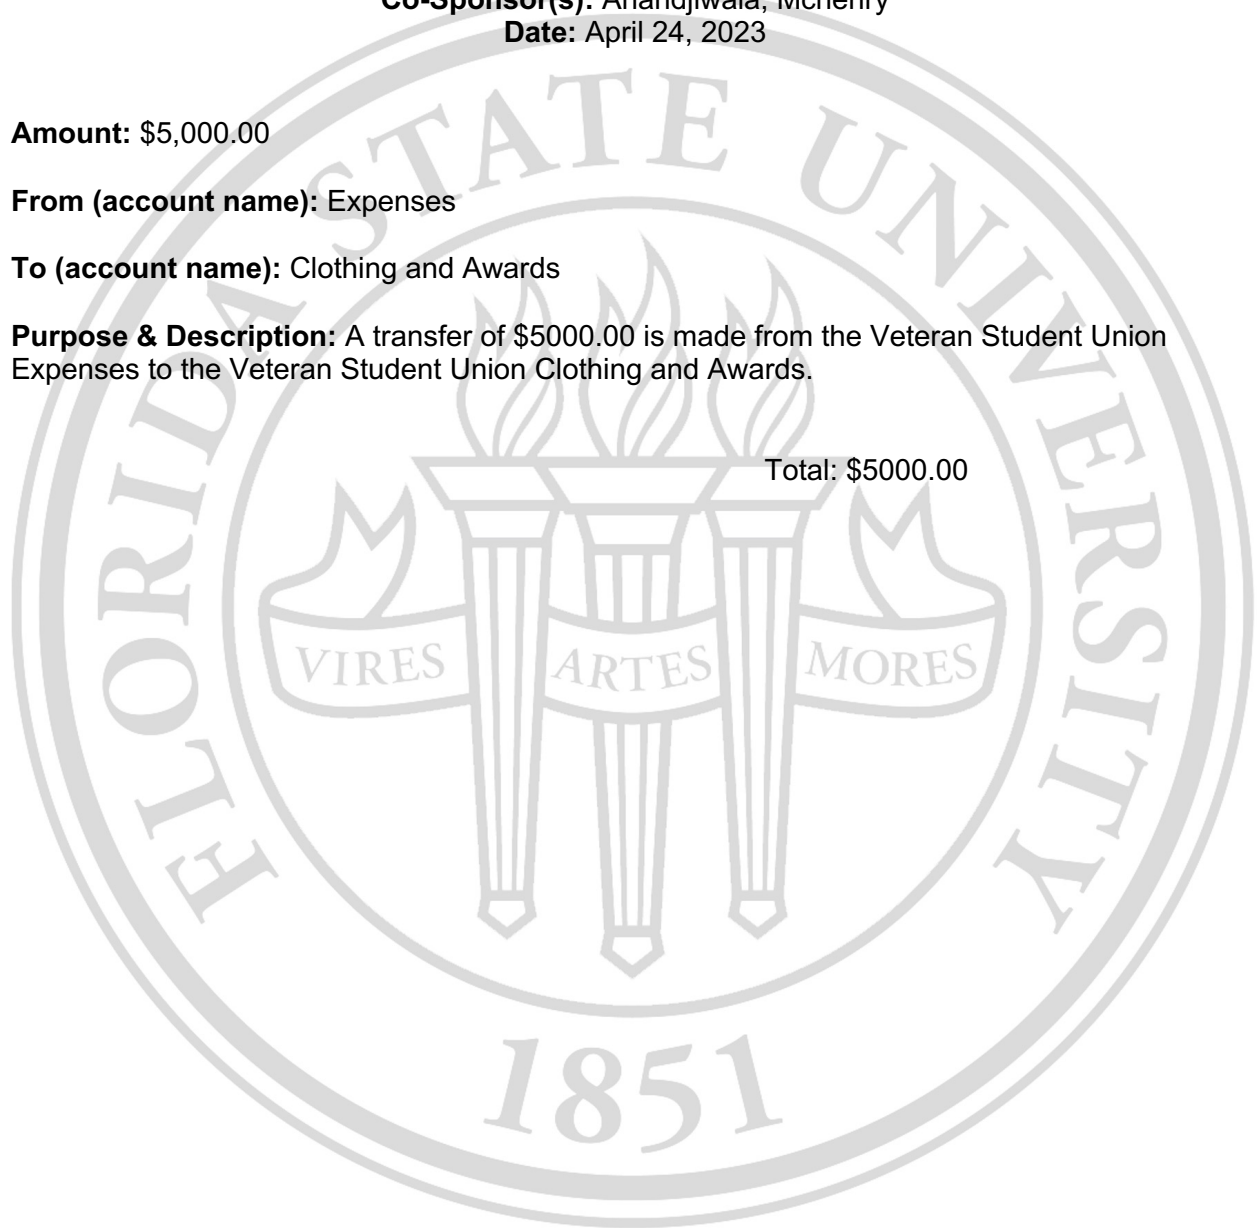 Co-Sponsor(s): Anandjiwala, Mchenry
Date: April 24, 2023
Amount: $5,000.00
From (account name): Expenses
To (account name): Clothing and Awards
Purpose & Description: A transfer of $5000.00 is made from the Veteran Student Union
Expenses to the Veteran Student Union Clothing and Awards.
Total: $5000.00
FLORIDA STATE UNIVERSITY
VIRES ARTES MORES
1851